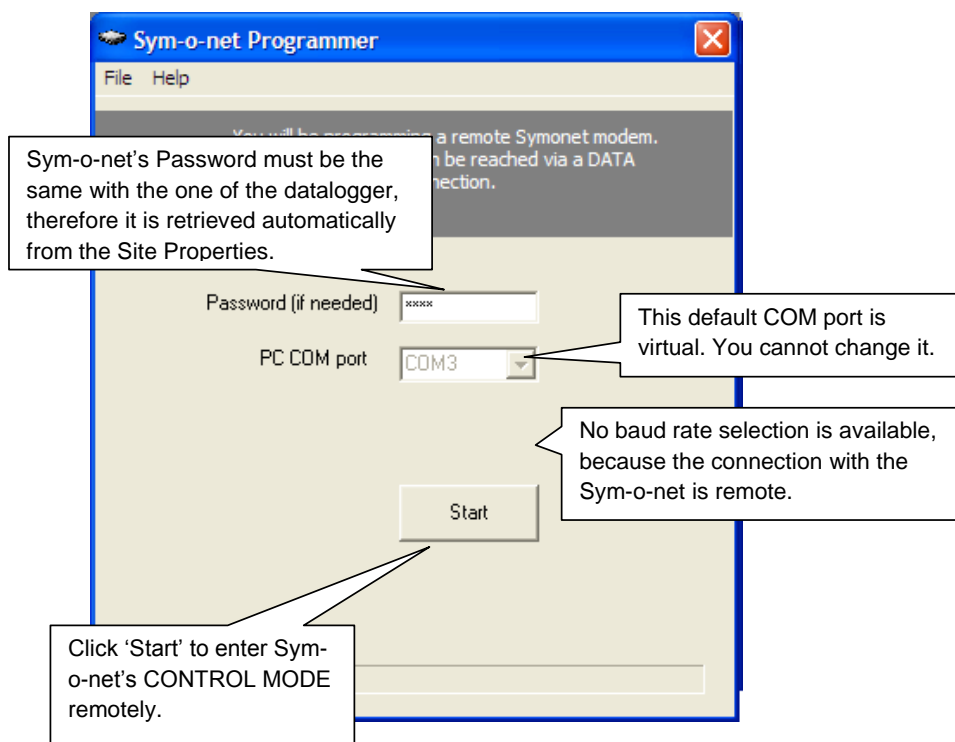 Sym-o-net Programmer
File Help
You will be programming a remote Symonet modem.
be reached via a DATA
Sym-o-net's Password must be the
same with the one of the datalogger,
therefore it is retrieved automatically
from the Site Properties.
Password (if needed) ****
This default COM port is
virtual. You cannot change it.
PC COM port COM3
No baud rate selection is available,
because the connection with the
Sym-o-net is remote.
Start
Click 'Start' to enter Sym-
o-net's CONTROL MODE
remotely.